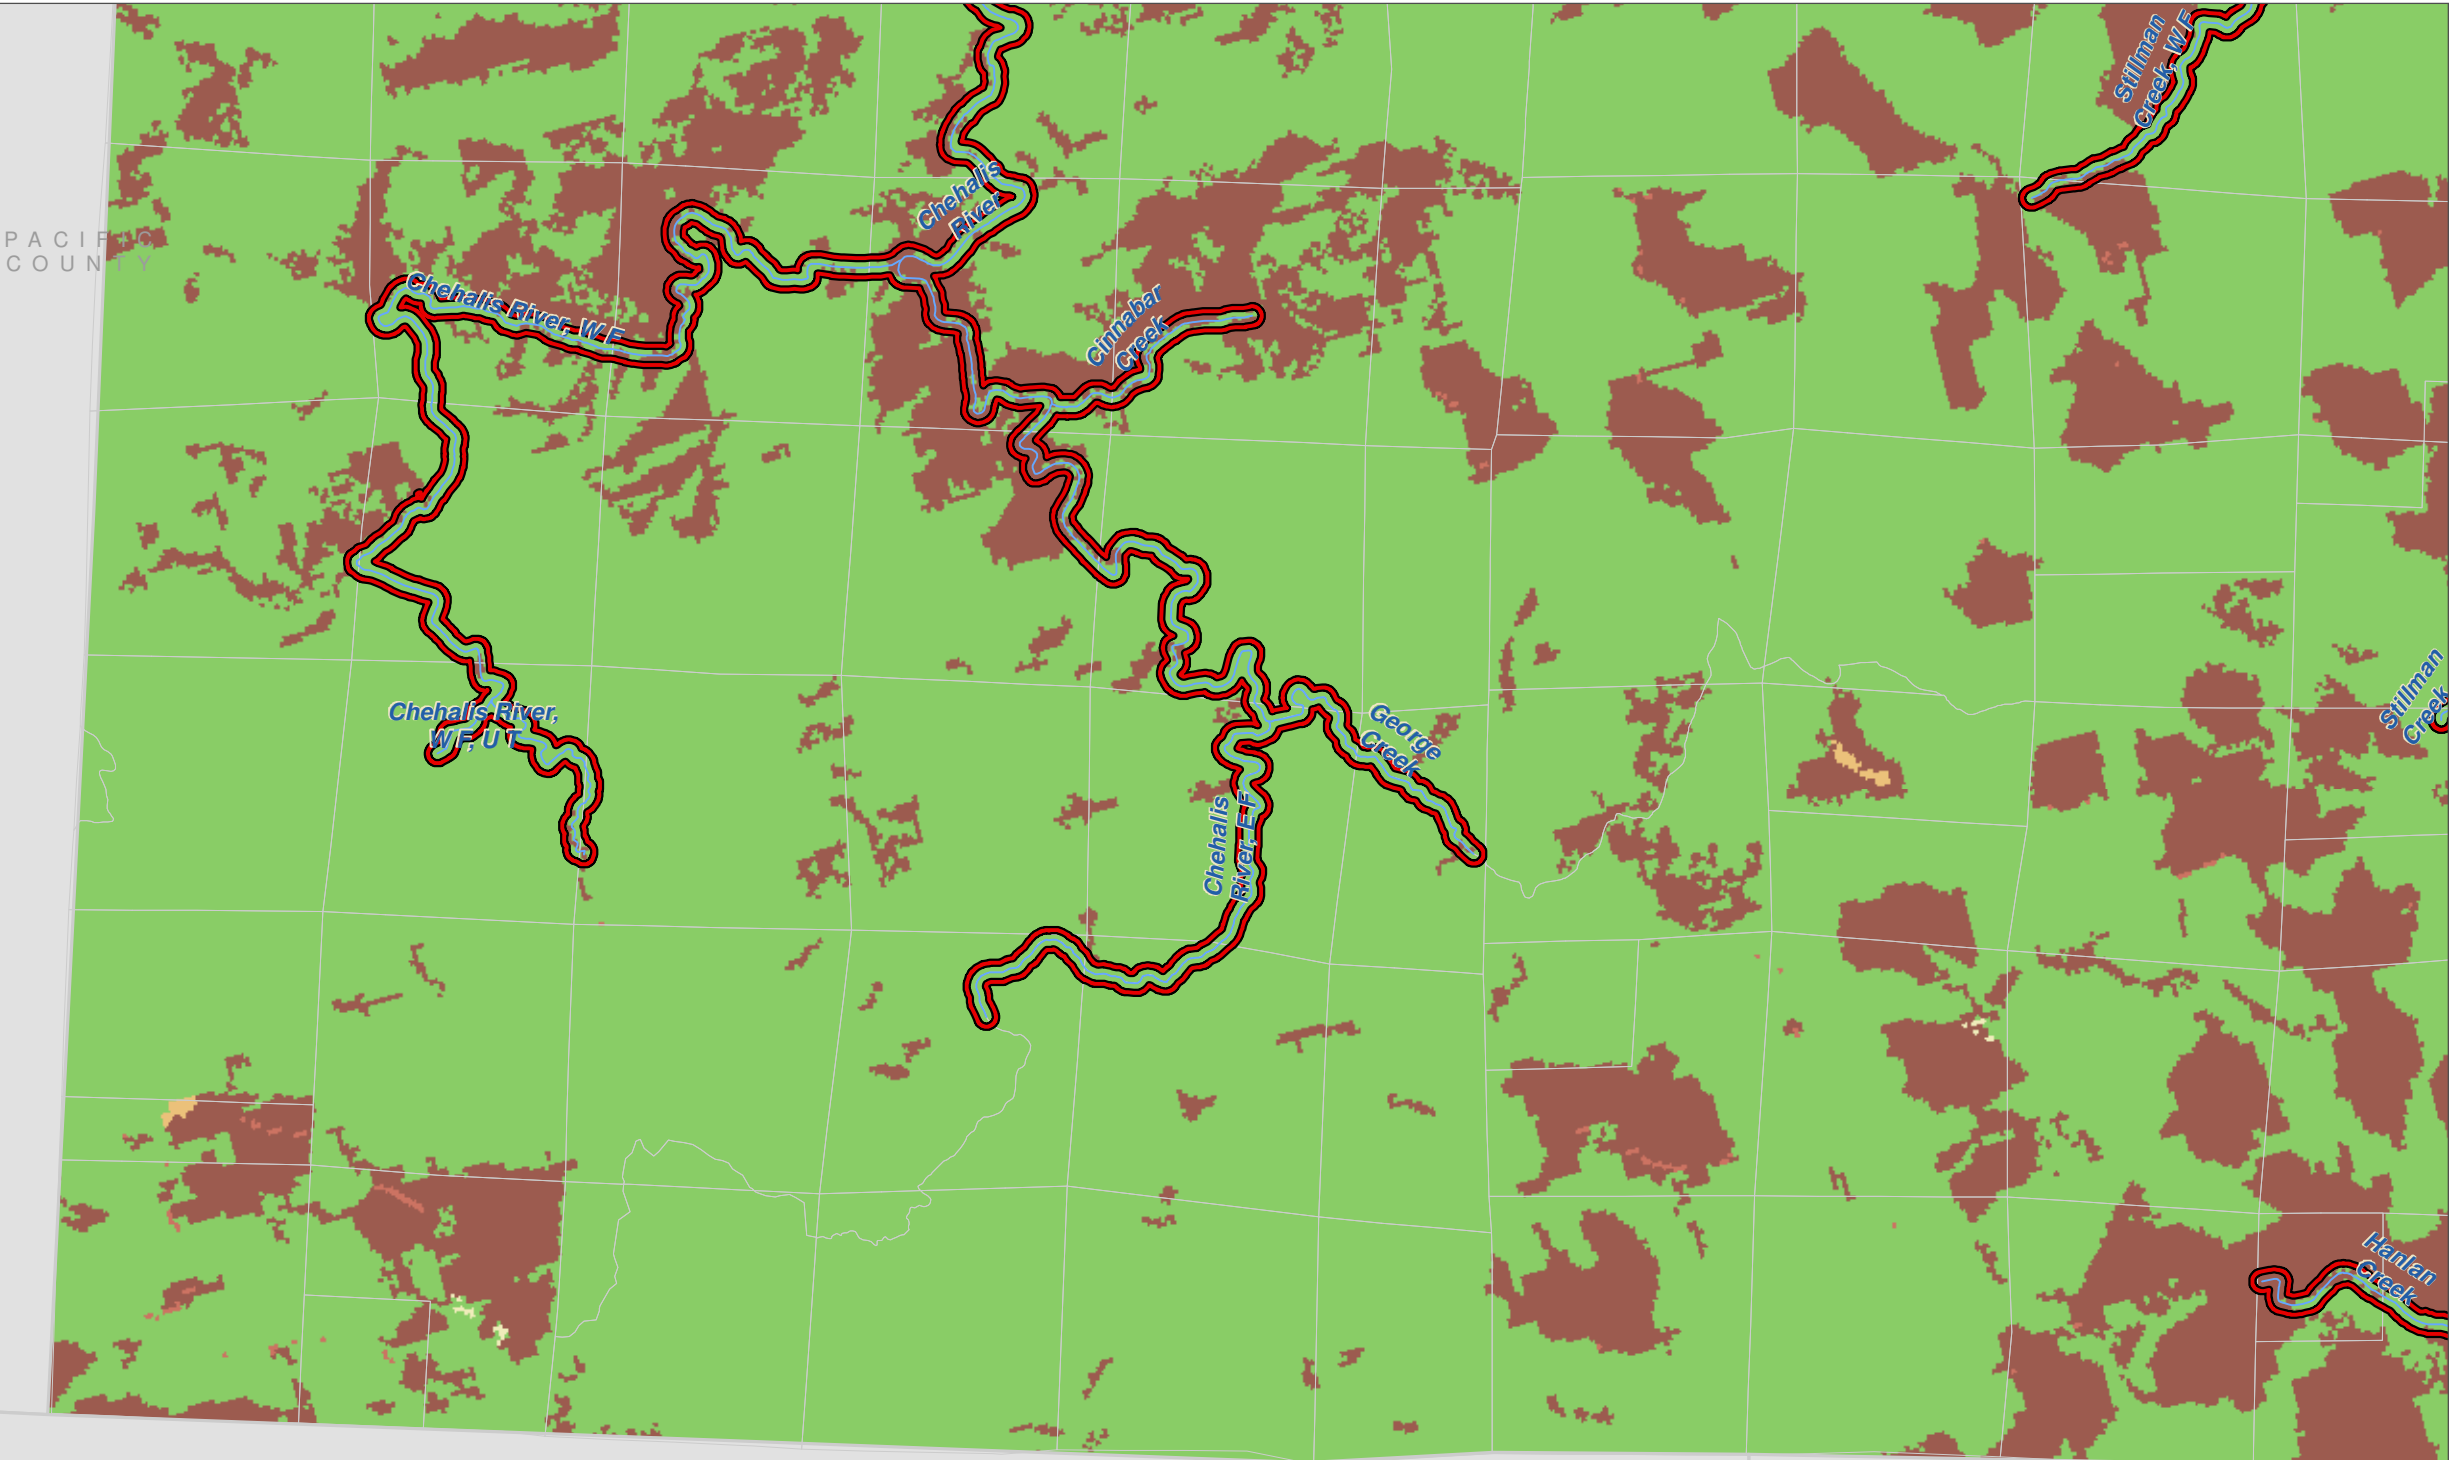 Stillman
Creek, W F
Chehalis
River
PACIFIC
COUNTY
Chehalis River, W F
Cinnabar
Creek
Chehalis River,
W F, U T
George
Creek
Stillman
Creek
Chehalis
River, E F
Hanlan
Creek